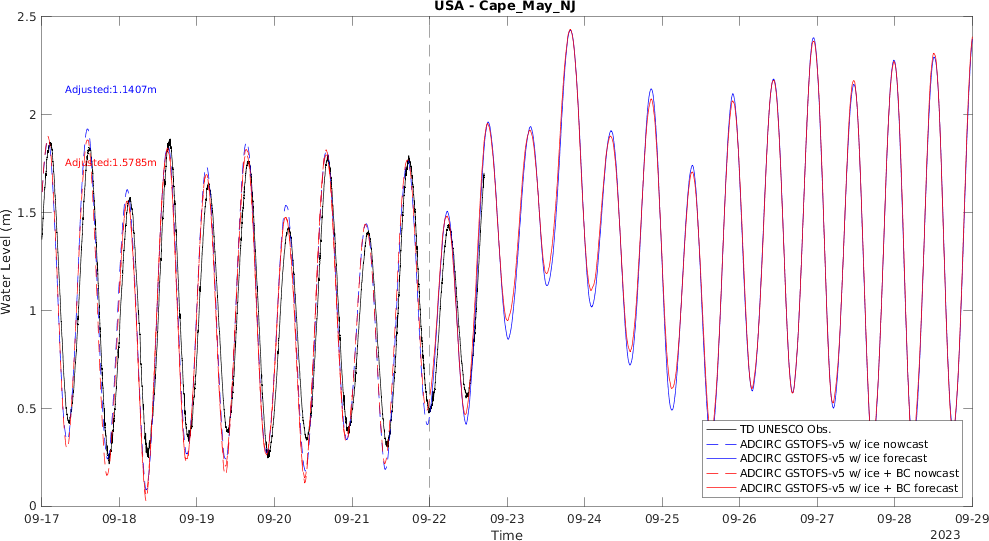 USA - Cape_May_NJ
2.5
2
1.5
1
0.5
0
Water Level (m)
Adjusted:1.1407m
Adjusted:1.5785m
TD UNESCO Obs.
ADCIRC GSTOFS-v5 w/ ice nowcast
ADCIRC GSTOFS-v5 w/ ice forecast
ADCIRC GSTOFS-v5 w/ ice + BC nowcast
ADCIRC GSTOFS-v5 w/ ice + BC forecast
09-17 09-18 09-19 09-20 09-21 09-22 09-23 09-24 09-25 09-26 09-27 09-28 09-29
Time
2023